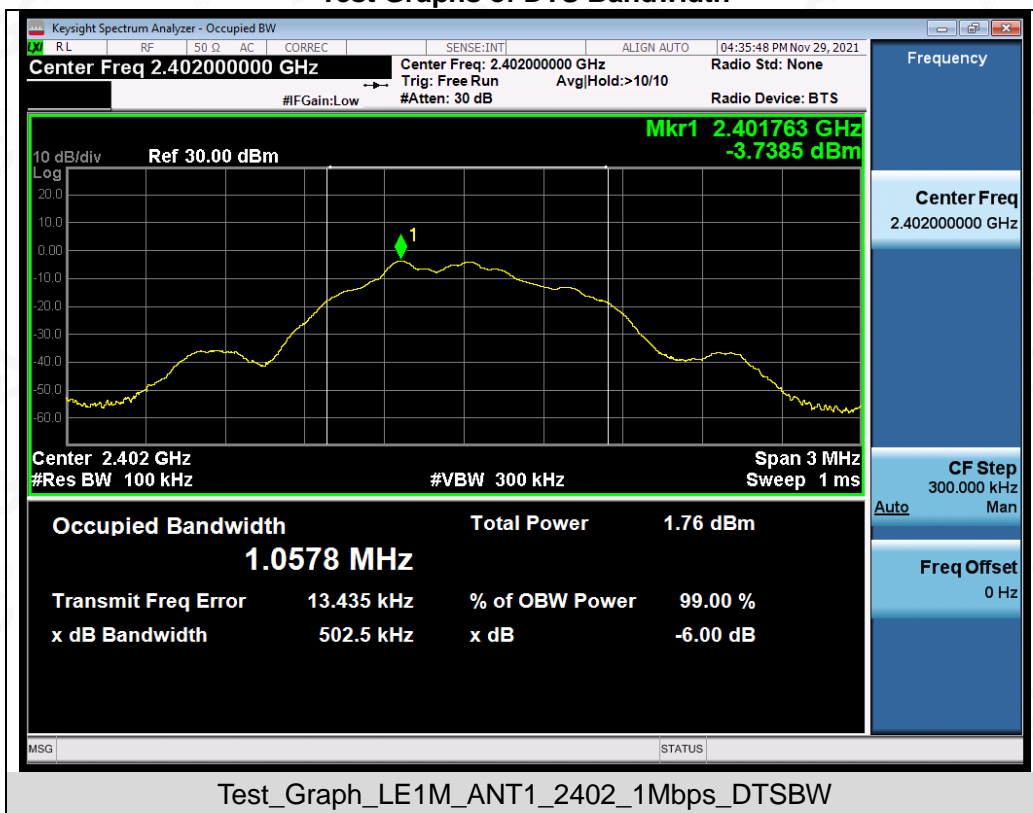 Test Graphs of DTS Bandwidth
Keysight Spectrum Analyzer - Occupied BW
LXI RL RF 50 Ω AC CORREC SENSE:INT ALIGN AUTO 04:35:48 PM Nov 29, 2021
Center Freq 2.402000000 GHz
Center Freq: 2.402000000 GHz
Radio Std: None
Trig: Free Run Avg|Hold:>10/10
#IFGain:Low #Atten: 30 dB Radio Device: BTS
Mkr1 2.401763 GHz
-3.7385 dBm
10 dB/div Ref 30.00 dBm
Log
20.0
10.0
0.00
-10.0
-20.0
-30.0
-40.0
-50.0
-60.0
1
Center 2.402 GHz Span 3 MHz
#Res BW 100 kHz #VBW 300 kHz Sweep 1 ms
Occupied Bandwidth Total Power 1.76 dBm
1.0578 MHz
Transmit Freq Error 13.435 kHz % of OBW Power 99.00 %
x dB Bandwidth 502.5 kHz x dB -6.00 dB
MSG STATUS
Frequency
Center Freq
2.402000000 GHz
CF Step
300.000 kHz
Auto Man
Freq Offset
0 Hz
Test_Graph_LE1M_ANT1_2402_1Mbps_DTSBW